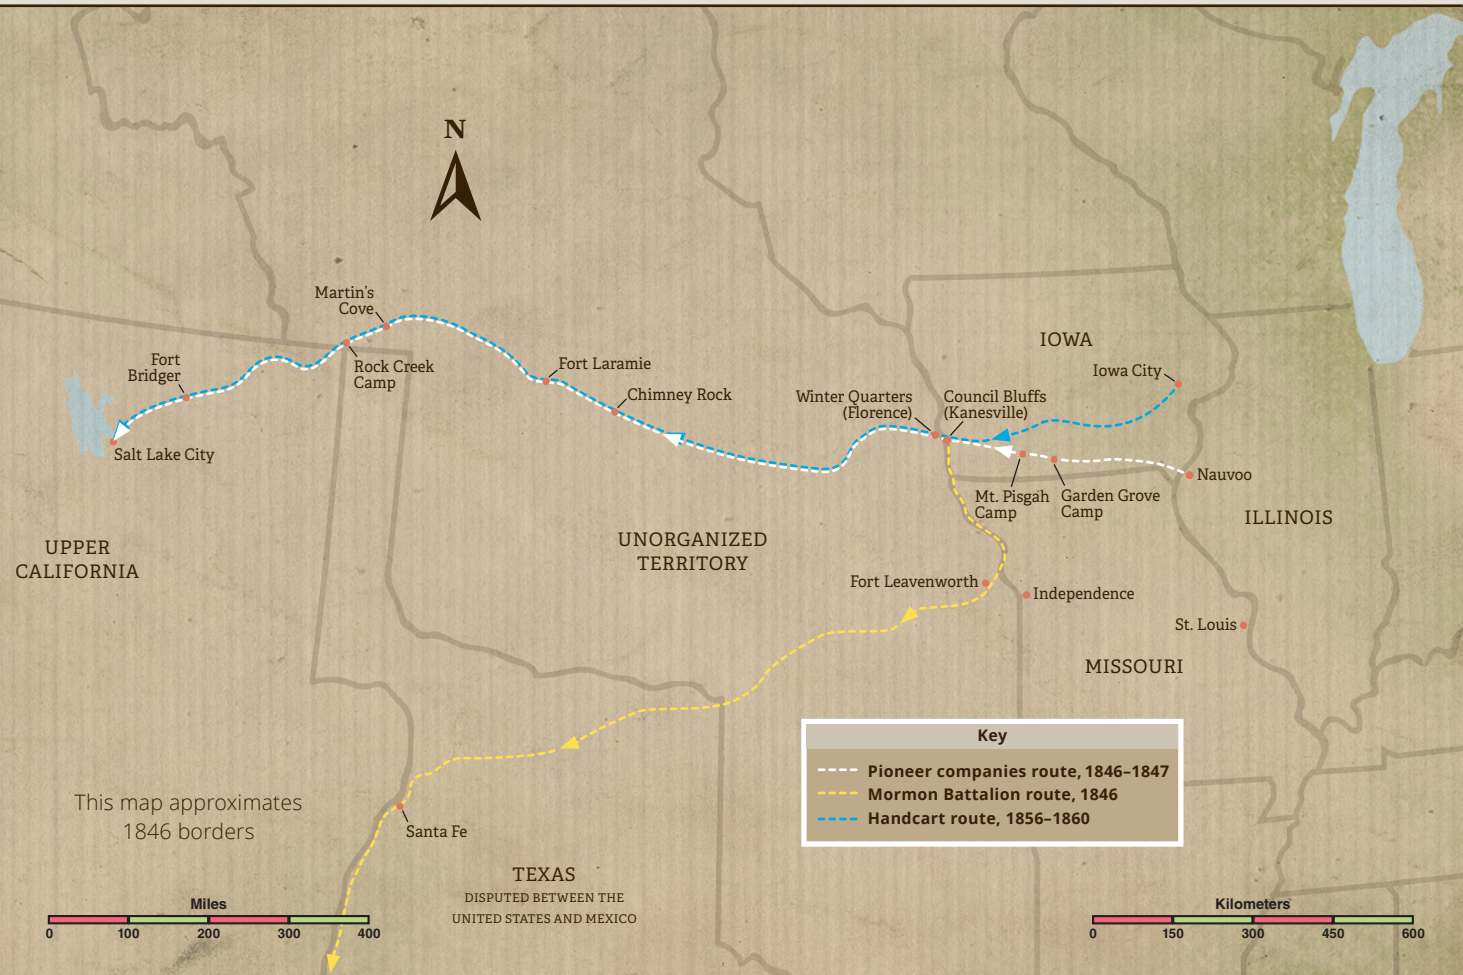 N
Martin's
Cove
Rock Creek
Camp
Fort
Bridger
Salt Lake City
Fort Laramie
Chimney Rock
IOWA
Iowa City
Winter Quarters
(Florence)
Council Bluffs
(Kanesville)
Nauvoo
Mt. Pisgah
Camp
Garden Grove
Camp
ILLINOIS
UPPER
CALIFORNIA
UNORGANIZED
TERRITORY
Fort Leavenworth
Independence
St. Louis
MISSOURI
Key
Pioneer companies route, 1846–1847
Mormon Battalion route, 1846
Handcart route, 1856–1860
This map approximates
1846 borders
Santa Fe
TEXAS
DISPUTED BETWEEN THE
UNITED STATES AND MEXICO
Miles
0 100 200 300 400
Kilometers
0 150 300 450 600